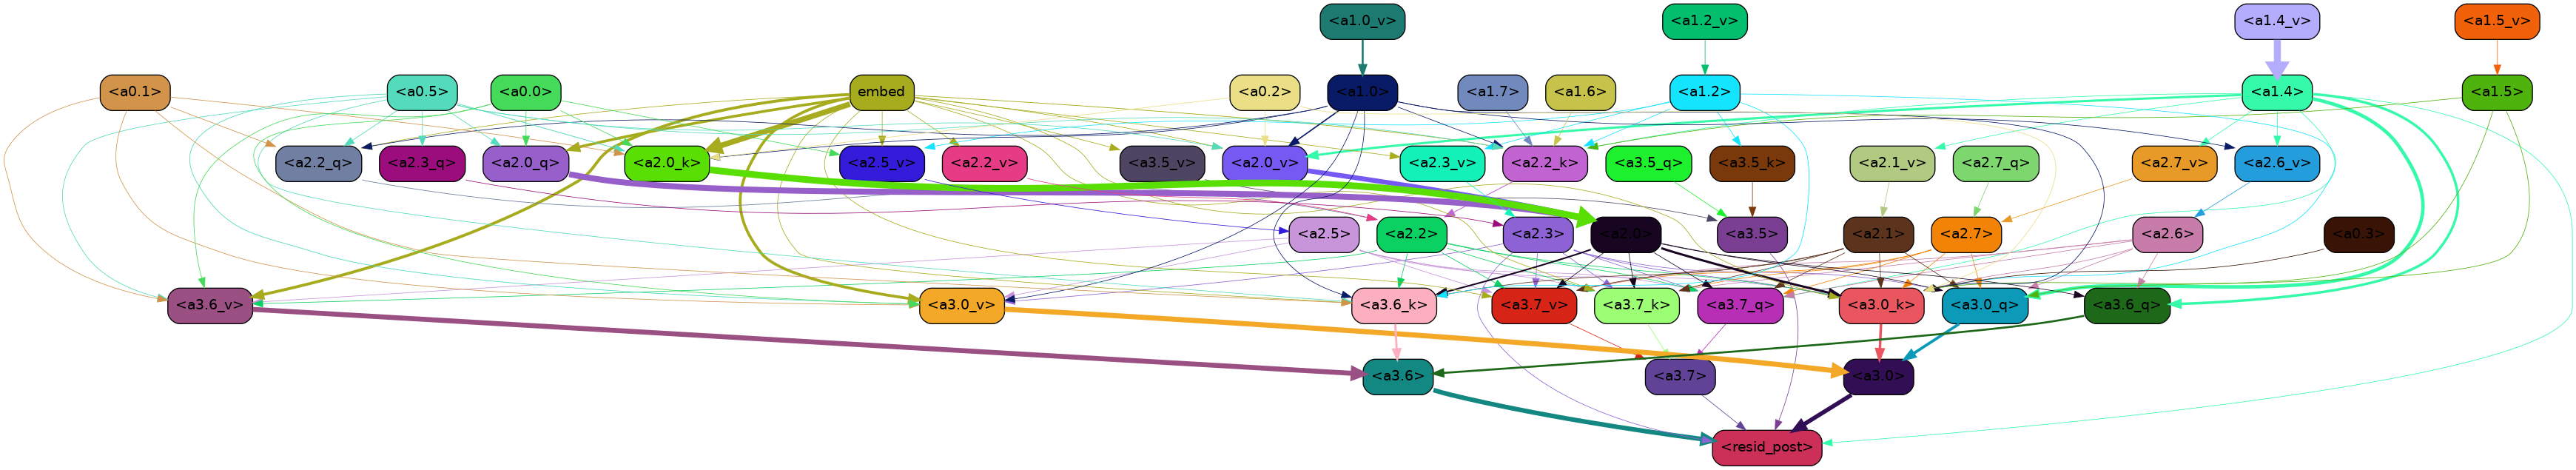 <a1.0_v> <a1.2_v> <a1.4_v> <a1.5_v>
<a0.1> <a0.5> <a0.0> embed <a0.2> <a1.0> <a1.7> <a1.6> <a1.2> <a1.4> <a1.5>
<a2.2_q> <a2.3_q> <a2.0_q> <a2.0_k> <a2.5_v> <a2.2_v> <a3.5_v> <a2.0_v> <a2.3_v> <a2.2_k> <a3.5_q> <a3.5_k> <a2.1_v> <a2.7_q> <a2.7_v> <a2.6_v>
<a2.5> <a2.2> <a2.3> <a2.0> <a3.5> <a2.1> <a2.7> <a2.6> <a0.3>
<a3.6_v> <a3.0_v> <a3.6_k> <a3.7_v> <a3.7_k> <a3.7_q> <a3.0_k> <a3.0_q> <a3.6_q>
<a3.6> <a3.7> <a3.0>
<resid_post>